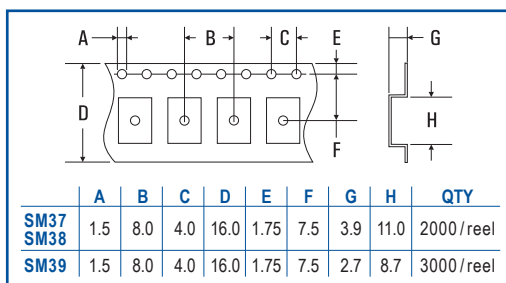 A B C E G
D F H
A B C D E F G H QTY
SM37 SM38 1.5 8.0 4.0 16.0 1.75 7.5 3.9 11.0 2000/reel
SM39 1.5 8.0 4.0 16.0 1.75 7.5 2.7 8.7 3000/reel